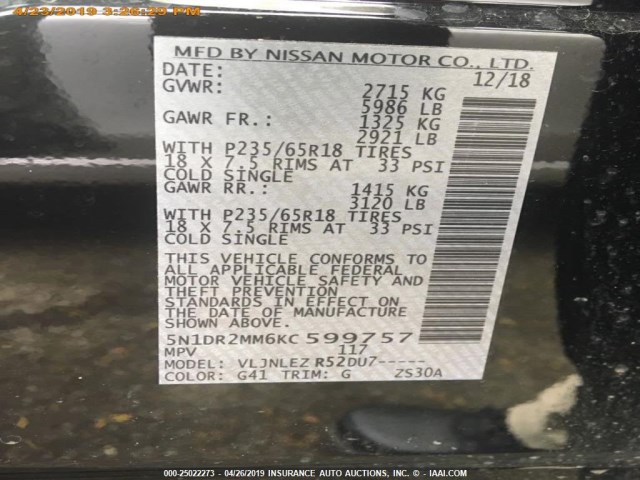 4/23/2019 3:28:29 PM
MFD BY NISSAN MOTOR CO., LTD.
DATE: 12/18
GVWR: 2715 KG
5986 LB
GAWR FR.: 1325 KG
2921 LB
WITH P235/65R18 TIRES
18 X 7.5 RIMS AT 33 PSI
COLD SINGLE
GAWR RR.: 1415 KG
3120 LB
WITH P235/65R18 TIRES
18 X 7.5 RIMS AT 33 PSI
COLD SINGLE
THIS VEHICLE CONFORMS TO
ALL APPLICABLE FEDERAL
MOTOR VEHICLE SAFETY AND
THEFT PREVENTION
STANDARDS IN EFFECT ON
THE DATE OF MANUFACTURE
SHOWN ABOVE.
5N1DR2MM6KC 599757
MPV 117
MODEL: VLJNLEZ R52DU7-----
COLOR: G41 TRIM: G ZS30A
000-25022273 - 04/26/2019 INSURANCE AUTO AUCTIONS INC. - © - IAAI.COM